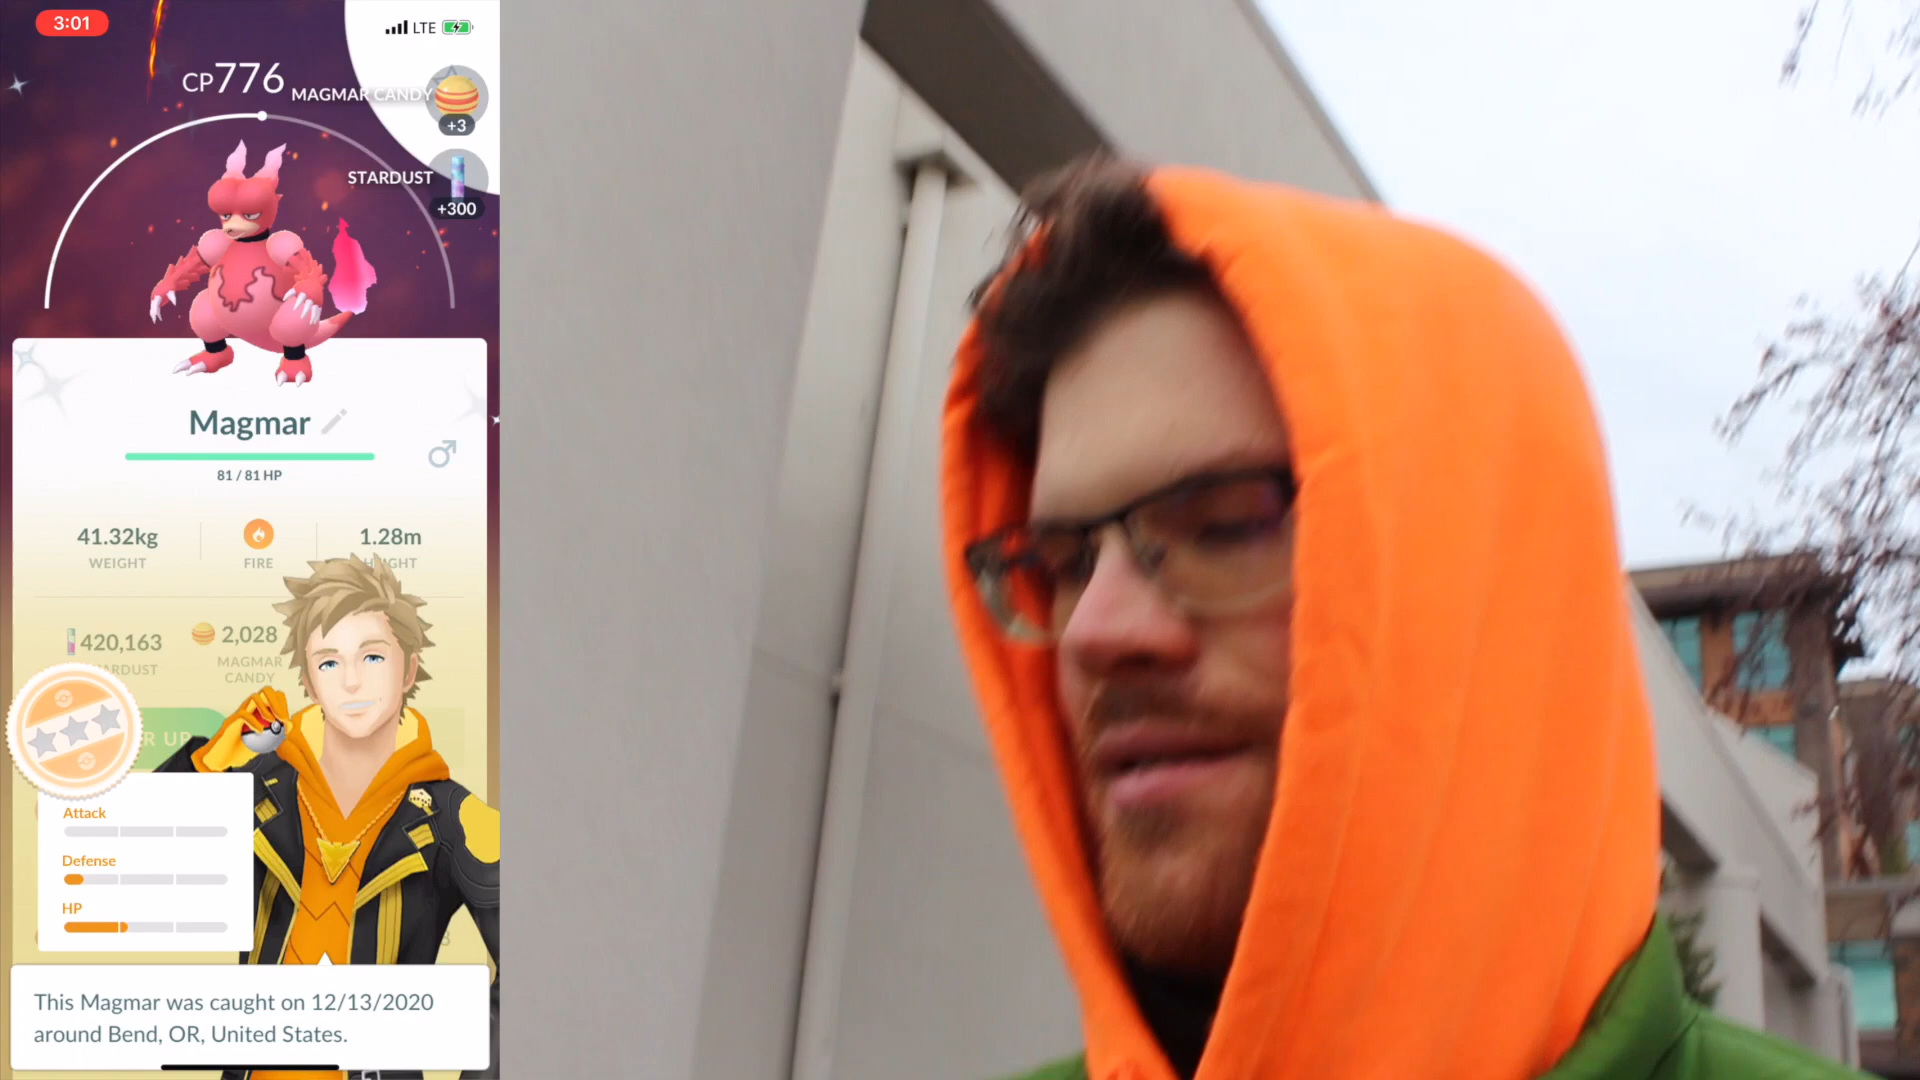 3:01
LTE
CP776
MAGMAR CANDY
+3
STARDUST
+300
Magmar
81 / 81 HP
41.32kg
WEIGHT
FIRE
1.28m
420,163
2,028
MAGMAR
CANDY
Attack
Defense
HP
This Magmar was caught on 12/13/2020
around Bend, OR, United States.